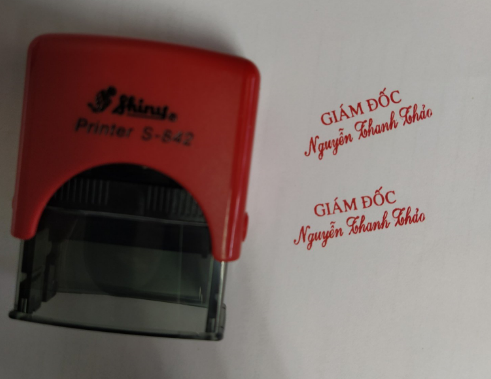 Shiny
Printer S-842
GIÁM ĐỐC
Nguyễn Thanh Thảo
GIÁM ĐỐC
Nguyễn Thanh Thảo